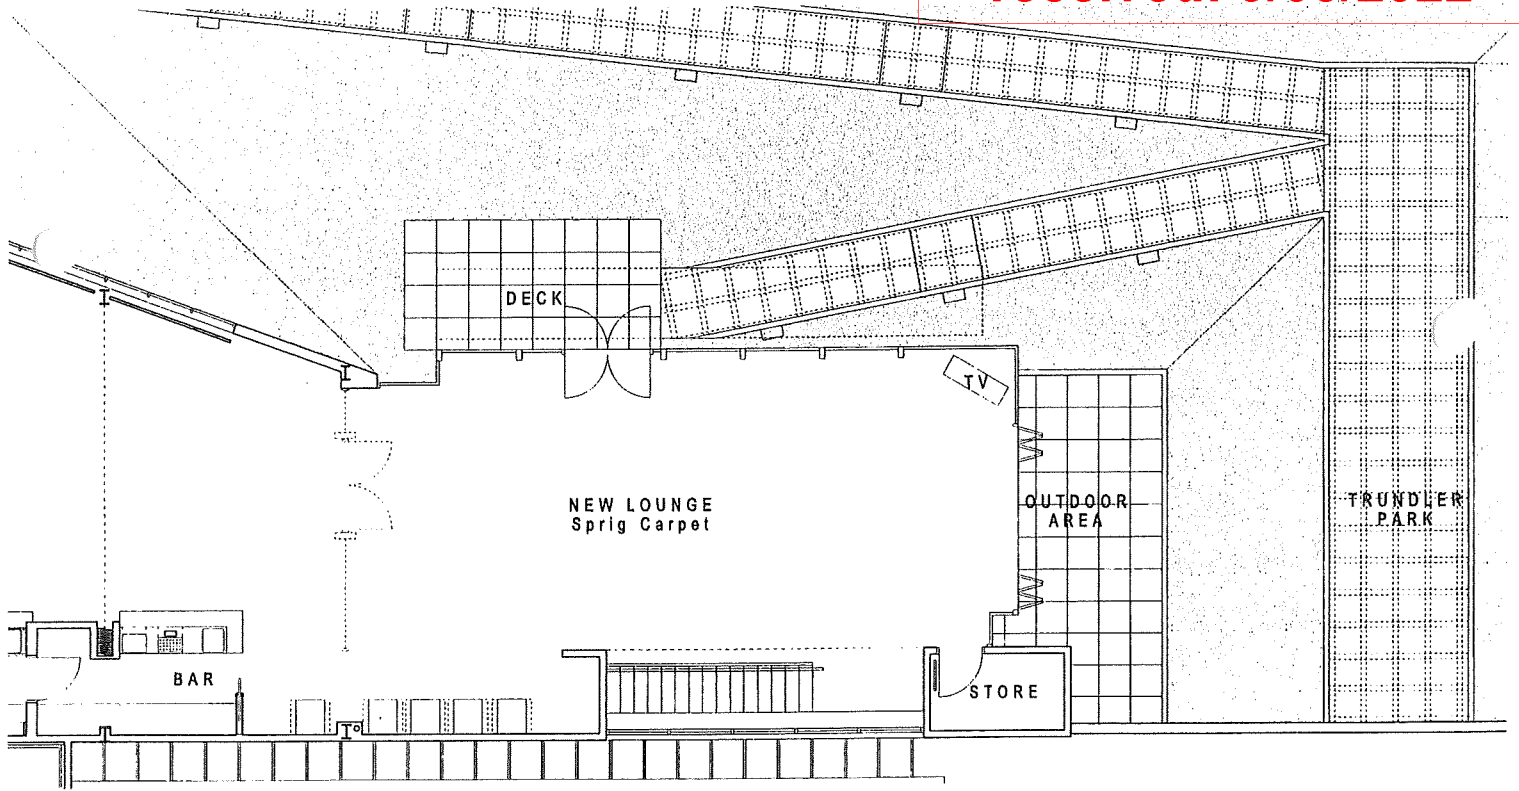 DECK
TV
NEW LOUNGE
Sprig Carpet
OUTDOOR
AREA
TRUNDLER
PARK
BAR
STORE